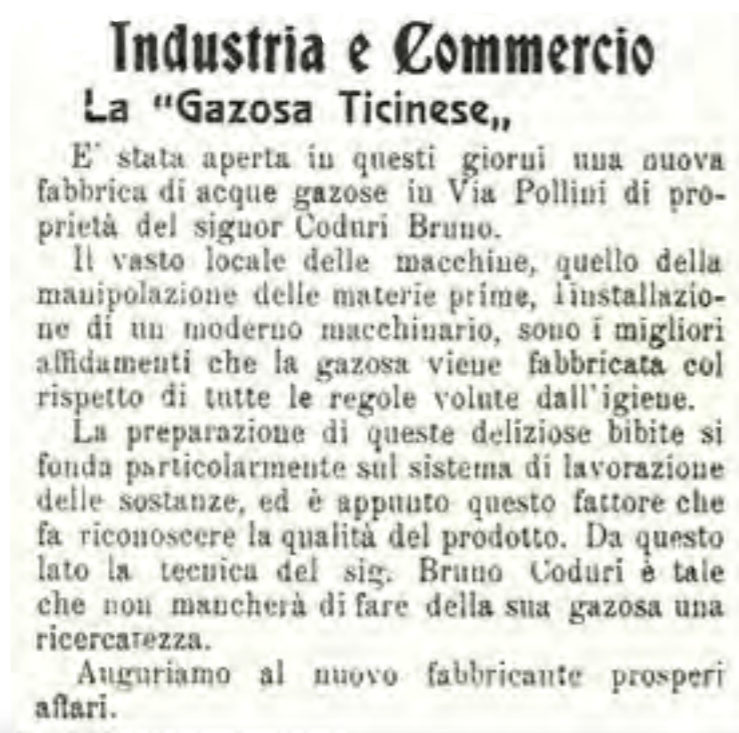 Industria e Commercio
La "Gazosa Ticinese„
E' stata aperta in questi giorni una nuova
fabbrica di acque gazose in Via Pollini di pro-
prietà del signor Coduri Bruno.
Il vasto locale delle macchine, quello della
manipolazione delle materie prime, l'installazio-
ne di un moderno macchinario, sono i migliori
affidamenti che la gazosa viene fabbricata col
rispetto di tutte le regole volute dall'igiene.
La preparazione di queste deliziose bibite si
fonda particolarmente sul sistema di lavorazione
delle sostanze, ed è appunto questo fattore che
fa riconoscere la qualità del prodotto. Da questo
lato la tecnica del sig. Bruno Coduri è tale
che non mancherà di fare della sua gazosa una
ricercatezza.
Auguriamo al nuovo fabbricante prosperi
affari.